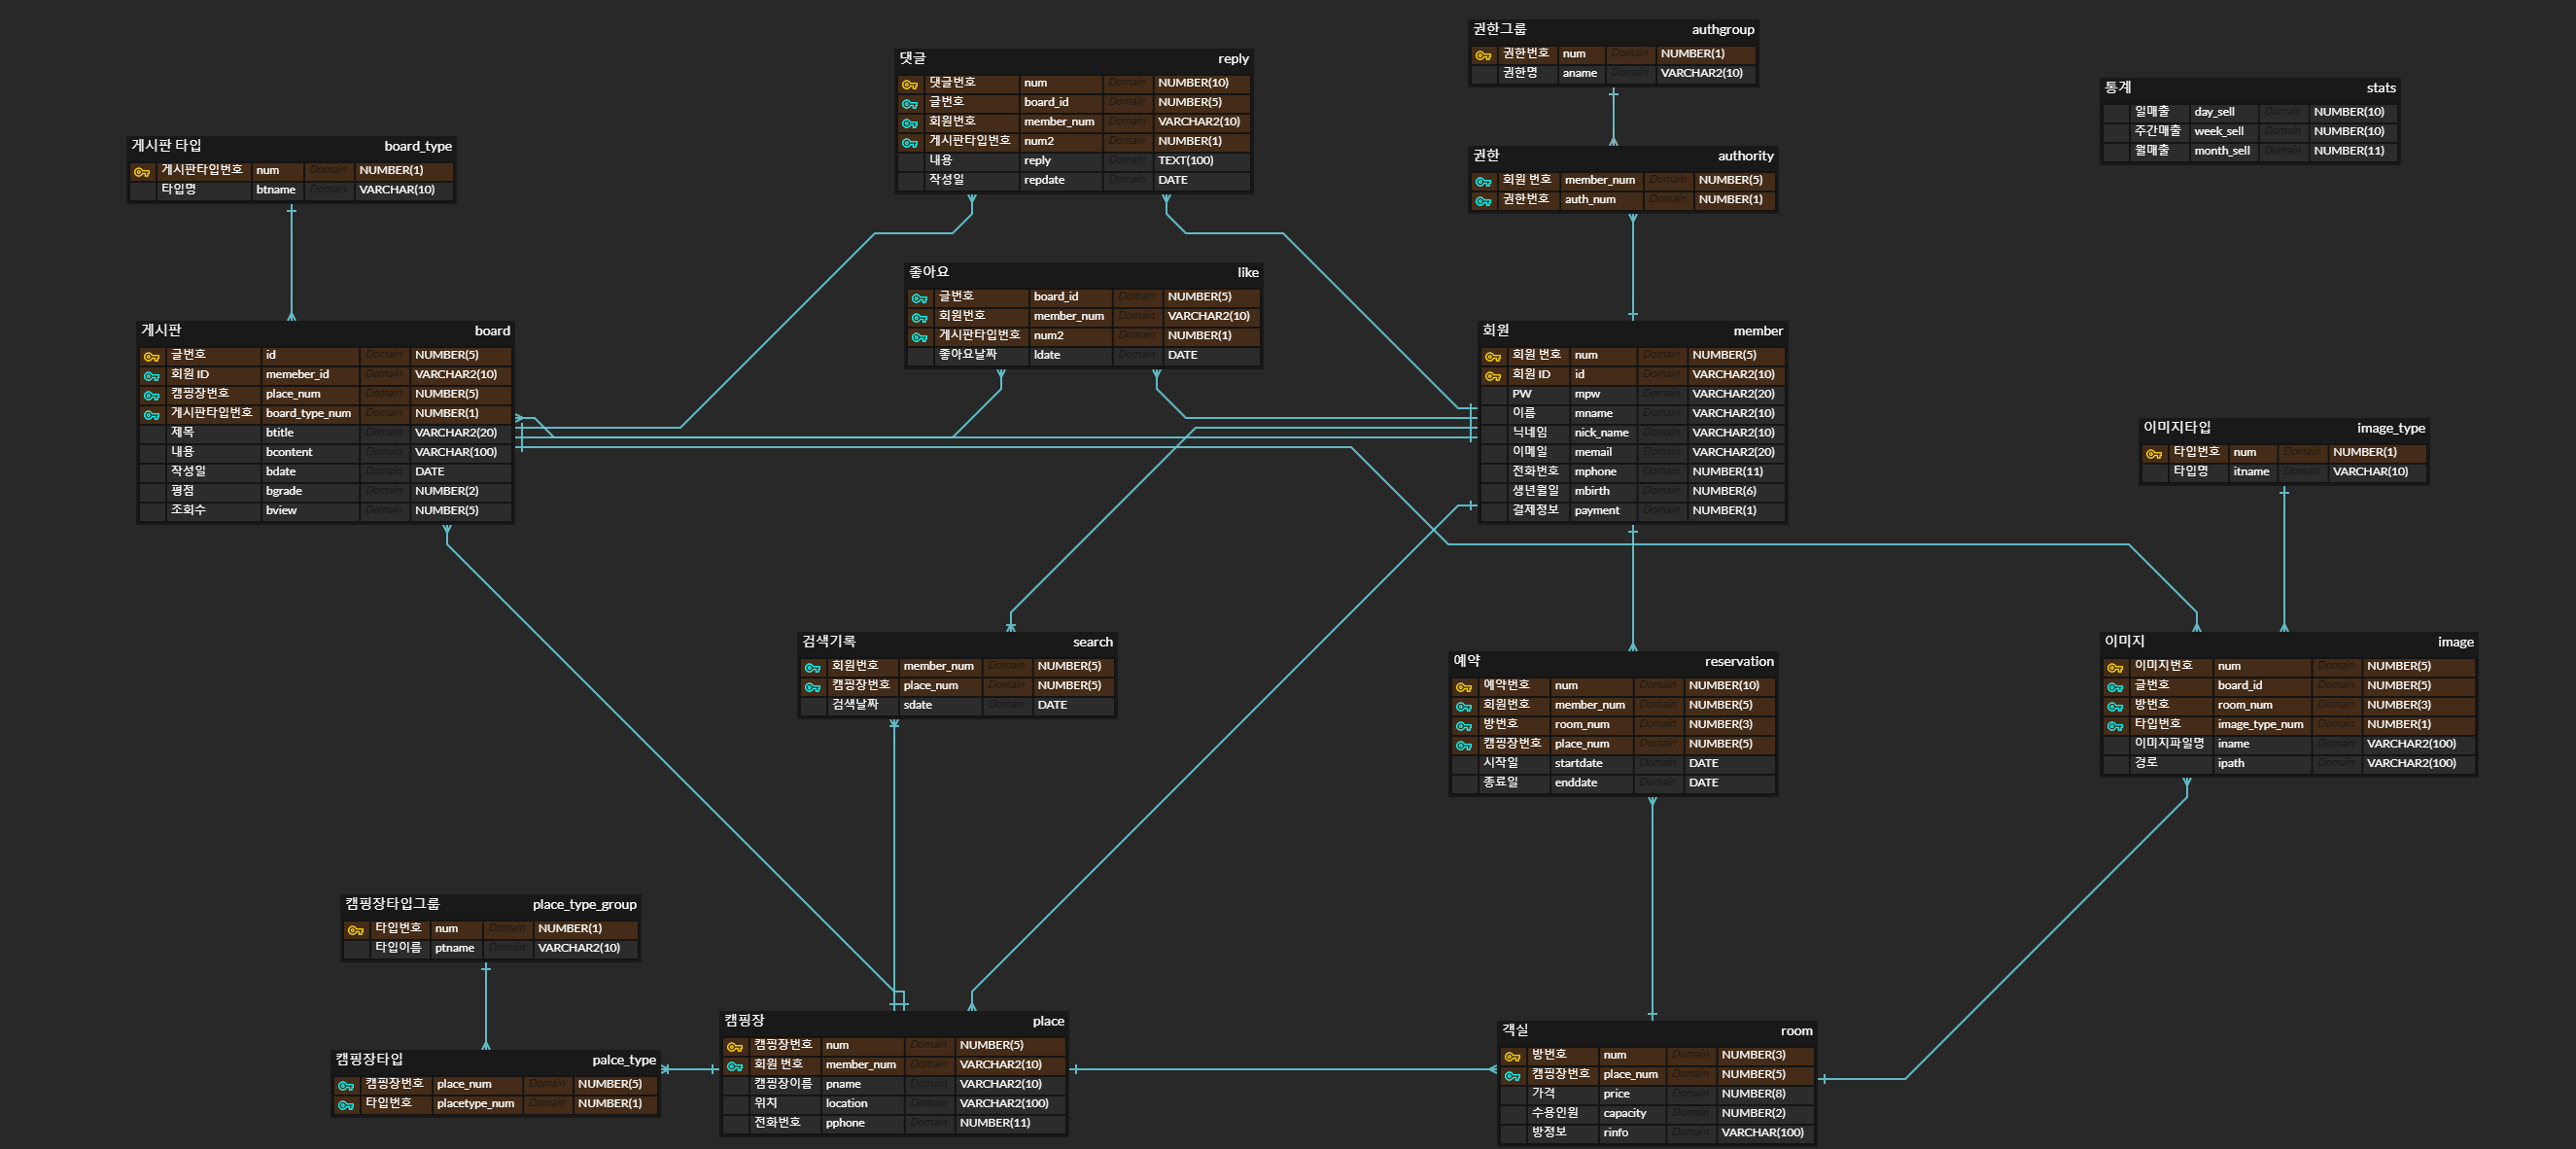 권한그룹 authgroup
권한번호 num Domain NUMBER(1)
권한명 aname Domain VARCHAR2(10)
댓글 reply
댓글번호 num Domain NUMBER(10)
글번호 board_id Domain NUMBER(5)
회원번호 member_num Domain VARCHAR2(10)
게시판타입번호 num2 Domain NUMBER(1)
내용 reply Domain TEXT(100)
작성일 repdate Domain DATE
통계 stats
일매출 day_sell Domain NUMBER(10)
주간매출 week_sell Domain NUMBER(10)
월매출 month_sell Domain NUMBER(11)
게시판 타입 board_type
게시판타입번호 num Domain NUMBER(1)
타입명 btname Domain VARCHAR(10)
권한 authority
회원 번호 member_num Domain NUMBER(5)
권한번호 auth_num Domain NUMBER(1)
좋아요 like
글번호 board_id Domain NUMBER(5)
회원번호 member_num Domain VARCHAR2(10)
게시판타입번호 num2 Domain NUMBER(1)
좋아요날짜 ldate Domain DATE
게시판 board
글번호 id Domain NUMBER(5)
회원 ID memeber_id Domain VARCHAR2(10)
캠핑장번호 place_num Domain NUMBER(5)
게시판타입번호 board_type_num Domain NUMBER(1)
제목 btitle Domain VARCHAR2(20)
내용 bcontent Domain VARCHAR(100)
작성일 bdate Domain DATE
평점 bgrade Domain NUMBER(2)
조회수 bview Domain NUMBER(5)
회원 member
회원 번호 num Domain NUMBER(5)
회원 ID id Domain VARCHAR2(10)
PW mpw Domain VARCHAR2(20)
이름 mname Domain VARCHAR2(10)
닉네임 nick_name Domain VARCHAR2(10)
이메일 memail Domain VARCHAR2(20)
전화번호 mphone Domain NUMBER(11)
생년월일 mbirth Domain NUMBER(6)
결제정보 payment Domain NUMBER(1)
이미지타입 image_type
타입번호 num Domain NUMBER(1)
타입명 itname Domain VARCHAR(10)
검색기록 search
회원번호 member_num Domain NUMBER(5)
캠핑장번호 place_num Domain NUMBER(5)
검색날짜 sdate Domain DATE
예약 reservation
예약번호 num Domain NUMBER(10)
회원번호 member_num Domain NUMBER(5)
방번호 room_num Domain NUMBER(3)
캠핑장번호 place_num Domain NUMBER(5)
시작일 startdate Domain DATE
종료일 enddate Domain DATE
이미지 image
이미지번호 num Domain NUMBER(5)
글번호 board_id Domain NUMBER(5)
방번호 room_num Domain NUMBER(3)
타입번호 image_type_num Domain NUMBER(1)
이미지파일명 iname Domain VARCHAR2(100)
경로 ipath Domain VARCHAR2(100)
캠핑장타입그룹 place_type_group
타입번호 num Domain NUMBER(1)
타입이름 ptname Domain VARCHAR2(10)
캠핑장타입 palce_type
캠핑장번호 place_num Domain NUMBER(5)
타입번호 placetype_num Domain NUMBER(1)
캠핑장 place
캠핑장번호 num Domain NUMBER(5)
회원 번호 member_num Domain VARCHAR2(10)
캠핑장이름 pname Domain VARCHAR2(10)
위치 location Domain VARCHAR2(100)
전화번호 pphone Domain NUMBER(11)
객실 room
방번호 num Domain NUMBER(3)
캠핑장번호 place_num Domain NUMBER(5)
가격 price Domain NUMBER(8)
수용인원 capacity Domain NUMBER(2)
방정보 rinfo Domain VARCHAR(100)